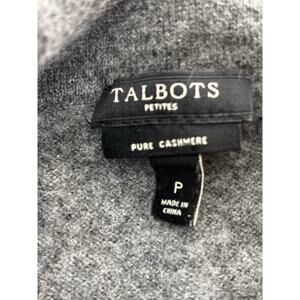 TALBOTS
PETITES
PURE CASHMERE
P
MADE IN
CHINA